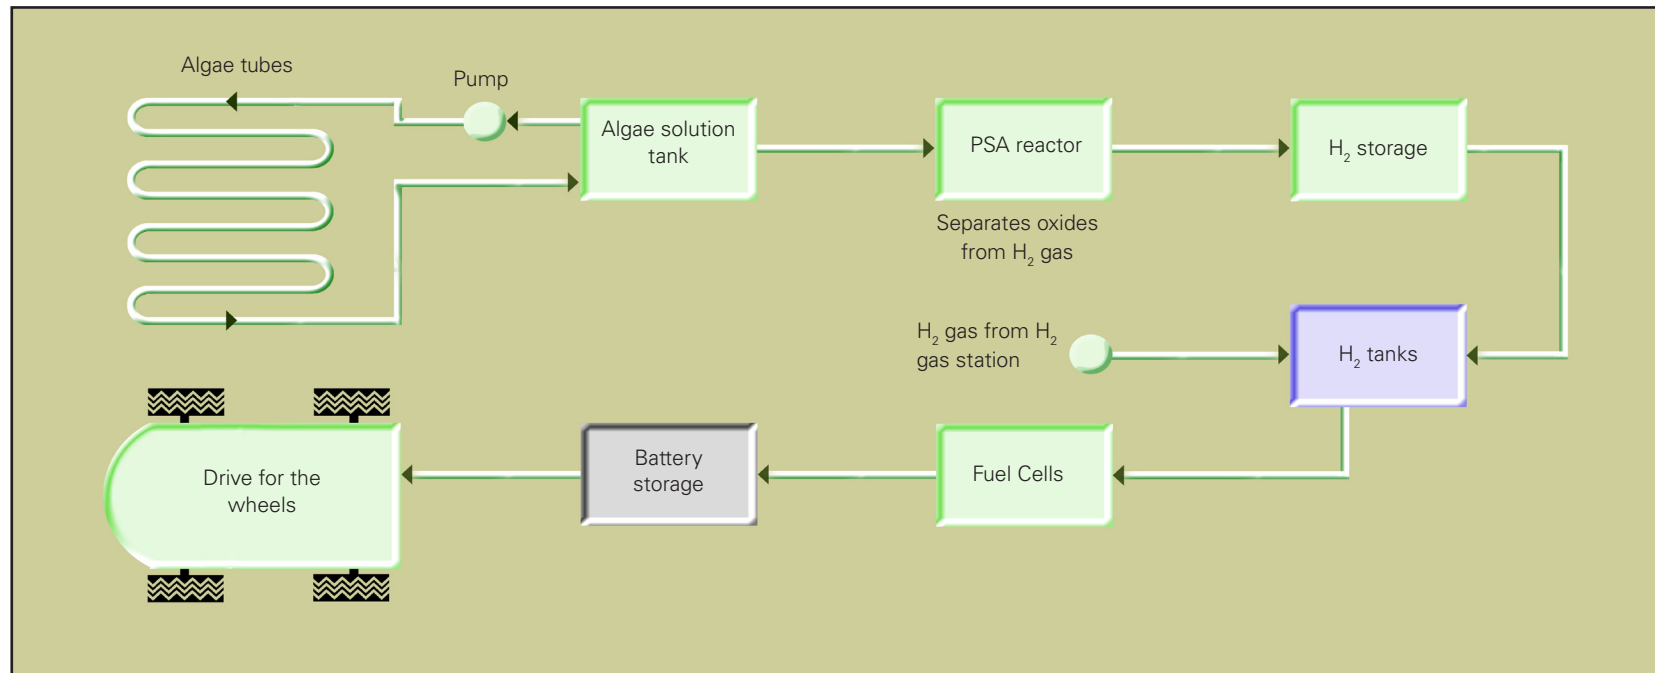 Algae tubes
Pump
Algae solution
tank
PSA reactor
H₂ storage
Separates oxides
from H₂ gas
H₂ gas from H₂
gas station
H₂ tanks
Drive for the
wheels
Battery
storage
Fuel Cells